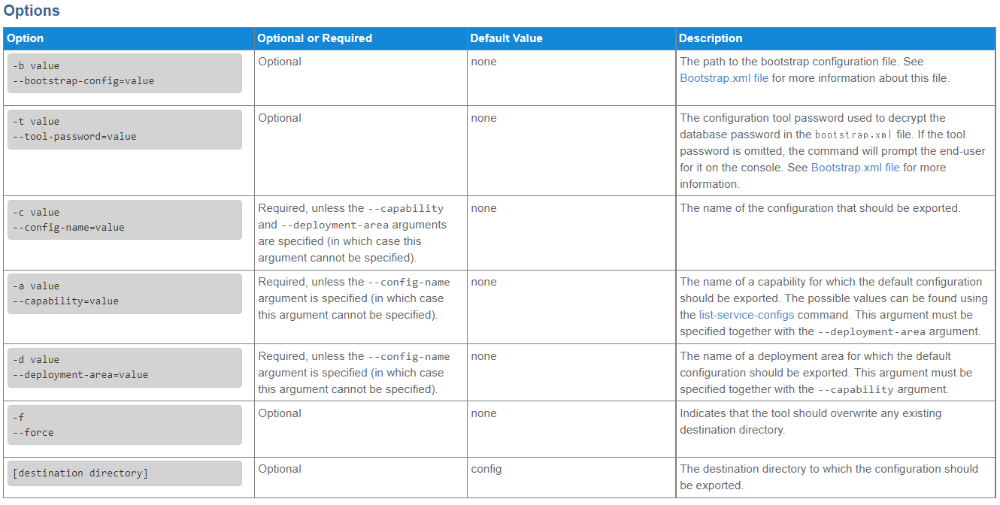 Options
Option Optional or Required Default Value Description
-b value
--bootstrap-config=value
Optional
none
The path to the bootstrap configuration file. See
Bootstrap.xml file for more information about this file.
-t value
--tool-password=value
Optional
none
The configuration tool password used to decrypt the
database password in the bootstrap.xml file. If the tool
password is omitted, the command will prompt the end-user
for it on the console. See Bootstrap.xml file for more
information.
-c value
--config-name=value
Required, unless the --capability
and --deployment-area arguments
are specified (in which case this
argument cannot be specified).
none
The name of the configuration that should be exported.
-a value
--capability=value
Required, unless the --config-name
argument is specified (in which case
this argument cannot be specified).
none
The name of a capability for which the default configuration
should be exported. The possible values can be found using
the list-service-configs command. This argument must be
specified together with the --deployment-area argument.
-d value
--deployment-area=value
Required, unless the --config-name
argument is specified (in which case
this argument cannot be specified).
none
The name of a deployment area for which the default
configuration should be exported. This argument must be
specified together with the --capability argument.
-f
--force
Optional
none
Indicates that the tool should overwrite any existing
destination directory.
[destination directory]
Optional
config
The destination directory to which the configuration should
be exported.